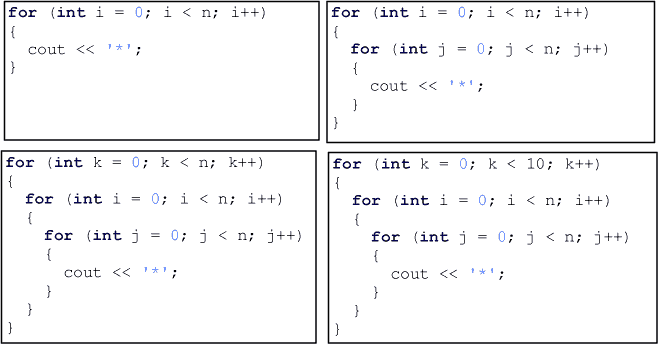 for (int i = 0; i < n; i++)
{
  cout << '*';
}
for (int i = 0; i < n; i++)
{
  for (int j = 0; j < n; j++)
  {
    cout << '*';
  }
}
for (int k = 0; k < n; k++)
{
  for (int i = 0; i < n; i++)
  {
    for (int j = 0; j < n; j++)
    {
      cout << '*';
    }
  }
}
for (int k = 0; k < 10; k++)
{
  for (int i = 0; i < n; i++)
  {
    for (int j = 0; j < n; j++)
    {
      cout << '*';
    }
  }
}